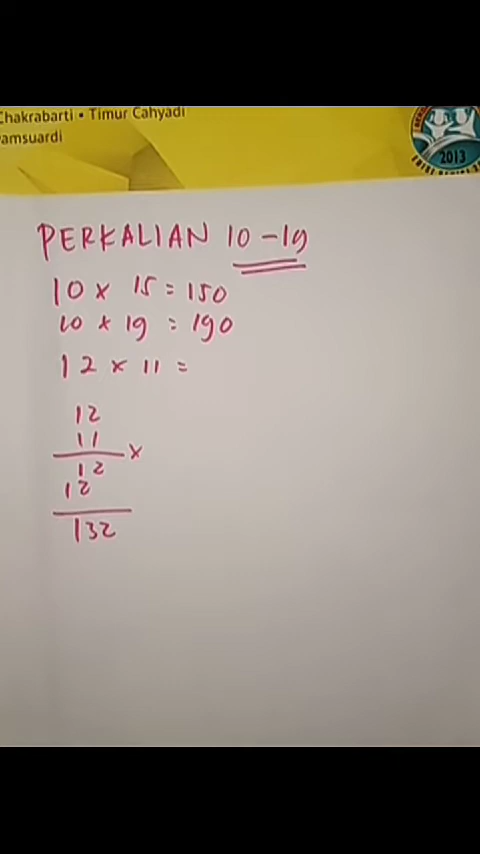 Chakrabarti • Timur Cahyadi
amsuardi
2013
PERKALIAN 10 – 19
10 x 15 = 150
10 x 19 = 190
12 x 11 =
12
11
x
12
12
132